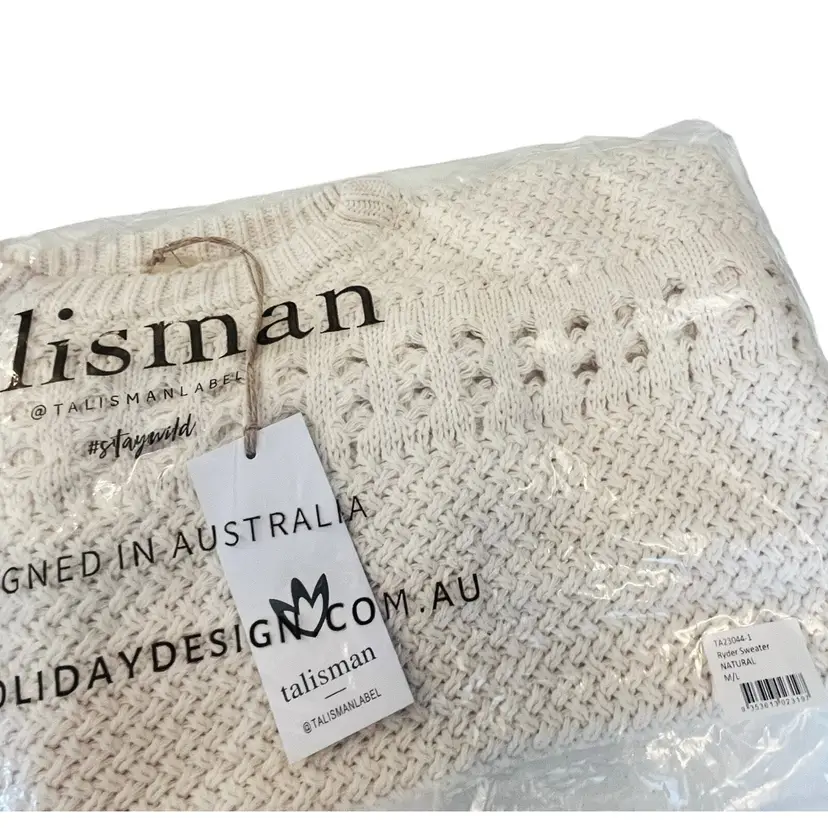 lisman
@TALISMANLABEL
#staywild
GNED IN AUSTRALIA
OLIDAYDESIGN.COM.AU
talisman
@TALISMANLABEL
TA23044-1
Ryder Sweater
NATURAL
M/L